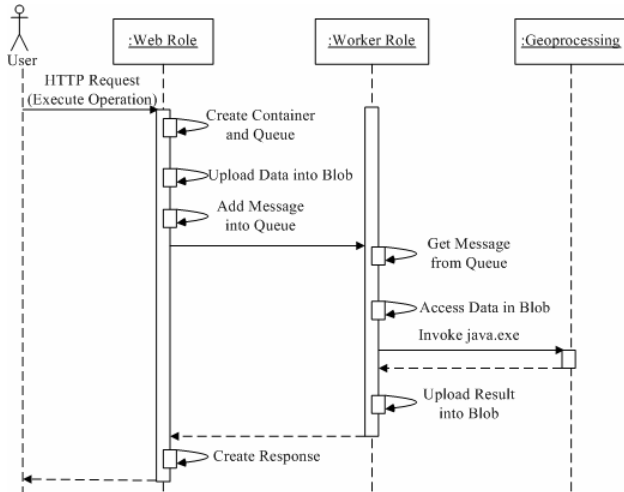 :Web Role
:Worker Role
:Geoprocessing
User
HTTP Request
(Execute Operation)
Create Container
and Queue
Upload Data into Blob
Add Message
into Queue
Get Message
from Queue
Access Data in Blob
Invoke java.exe
Upload Result
into Blob
Create Response